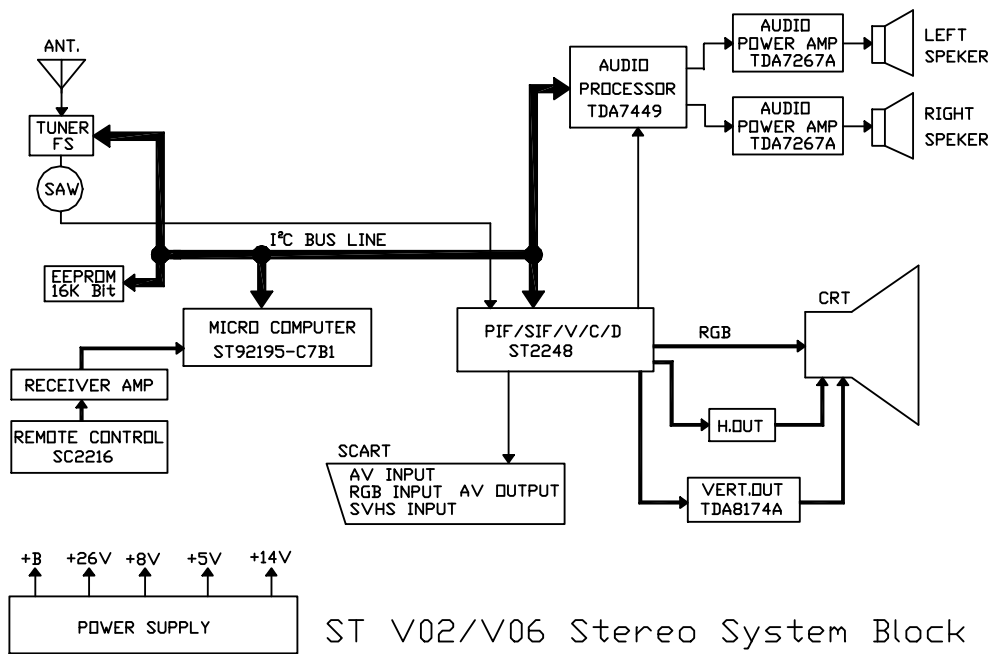 ANT.
TUNER
FS
SAW
I²C BUS LINE
EEPROM
16K Bit
MICRO COMPUTER
ST92195-C7B1
RECEIVER AMP
REMOTE CONTROL
SC2216
AUDIO
PROCESSOR
TDA7449
AUDIO
POWER AMP
TDA7267A
LEFT
SPEKER
AUDIO
POWER AMP
TDA7267A
RIGHT
SPEKER
PIF/SIF/V/C/D
ST2248
RGB
CRT
H.OUT
VERT.OUT
TDA8174A
SCART
AV INPUT
RGB INPUT AV OUTPUT
SVHS INPUT
+B +26V +8V +5V +14V
POWER SUPPLY
ST V02/V06 Stereo System Block